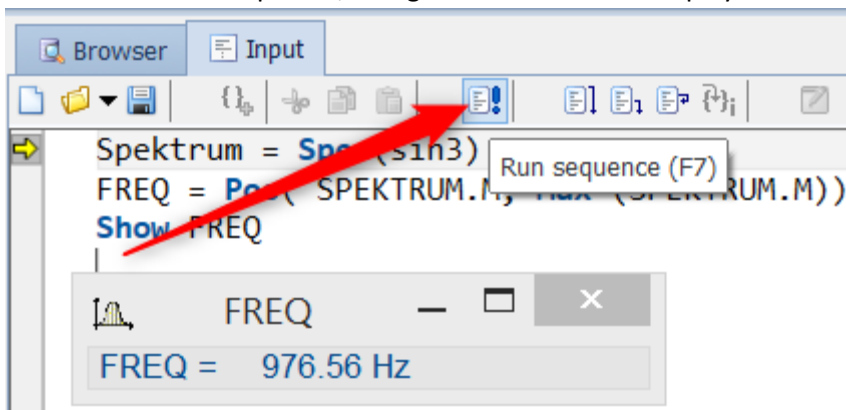 Browser Input
Spektrum = Spe (sin3)
Run sequence (F7)
FREQ = Pos( SPEKTRUM.M, (SPEKTRUM.M))
Show FREQ
FREQ
FREQ = 976.56 Hz